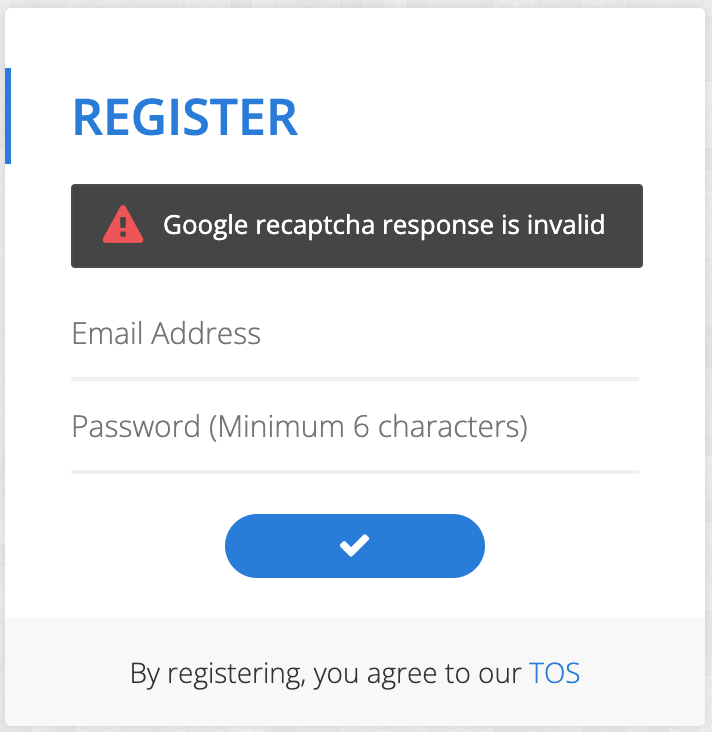 REGISTER
Google recaptcha response is invalid
Email Address
Password (Minimum 6 characters)
By registering, you agree to our TOS